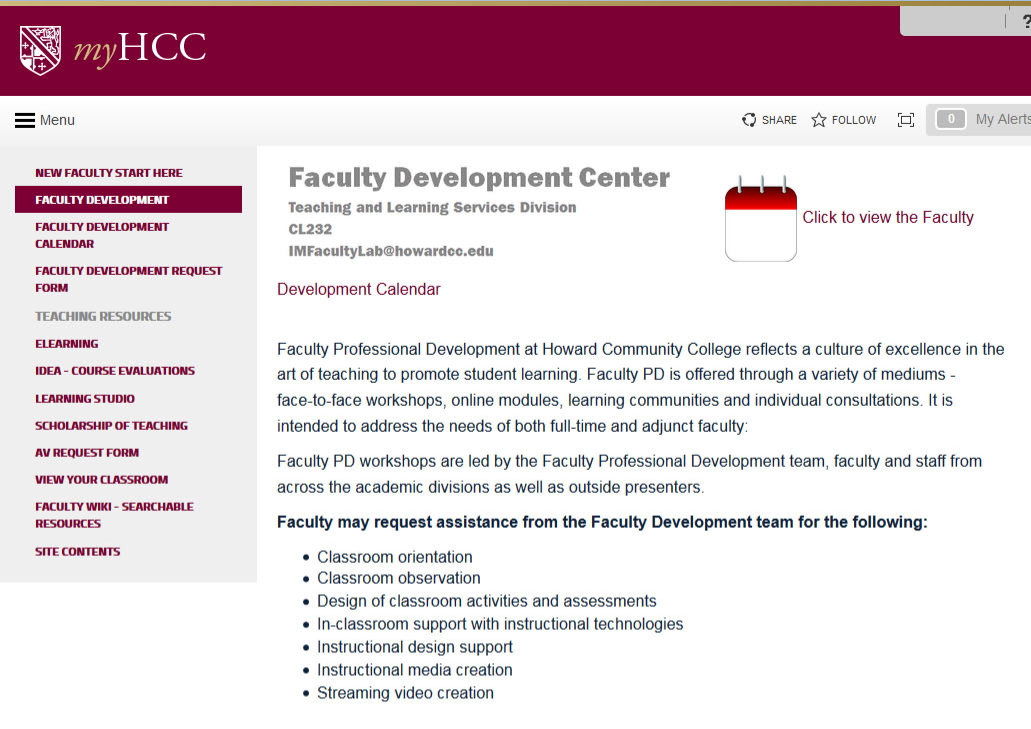 myHCC
?
Menu
SHARE
FOLLOW
0
My Alerts
NEW FACULTY START HERE
FACULTY DEVELOPMENT
FACULTY DEVELOPMENT
CALENDAR
FACULTY DEVELOPMENT REQUEST
FORM
TEACHING RESOURCES
ELEARNING
IDEA - COURSE EVALUATIONS
LEARNING STUDIO
SCHOLARSHIP OF TEACHING
AV REQUEST FORM
VIEW YOUR CLASSROOM
FACULTY WIKI - SEARCHABLE
RESOURCES
SITE CONTENTS
Faculty Development Center
Teaching and Learning Services Division
CL232
IMFacultyLab@howardcc.edu
Click to view the Faculty
Development Calendar
Faculty Professional Development at Howard Community College reflects a culture of excellence in the
art of teaching to promote student learning. Faculty PD is offered through a variety of mediums -
face-to-face workshops, online modules, learning communities and individual consultations. It is
intended to address the needs of both full-time and adjunct faculty:
Faculty PD workshops are led by the Faculty Professional Development team, faculty and staff from
across the academic divisions as well as outside presenters.
Faculty may request assistance from the Faculty Development team for the following:
• Classroom orientation
• Classroom observation
• Design of classroom activities and assessments
• In-classroom support with instructional technologies
• Instructional design support
• Instructional media creation
• Streaming video creation